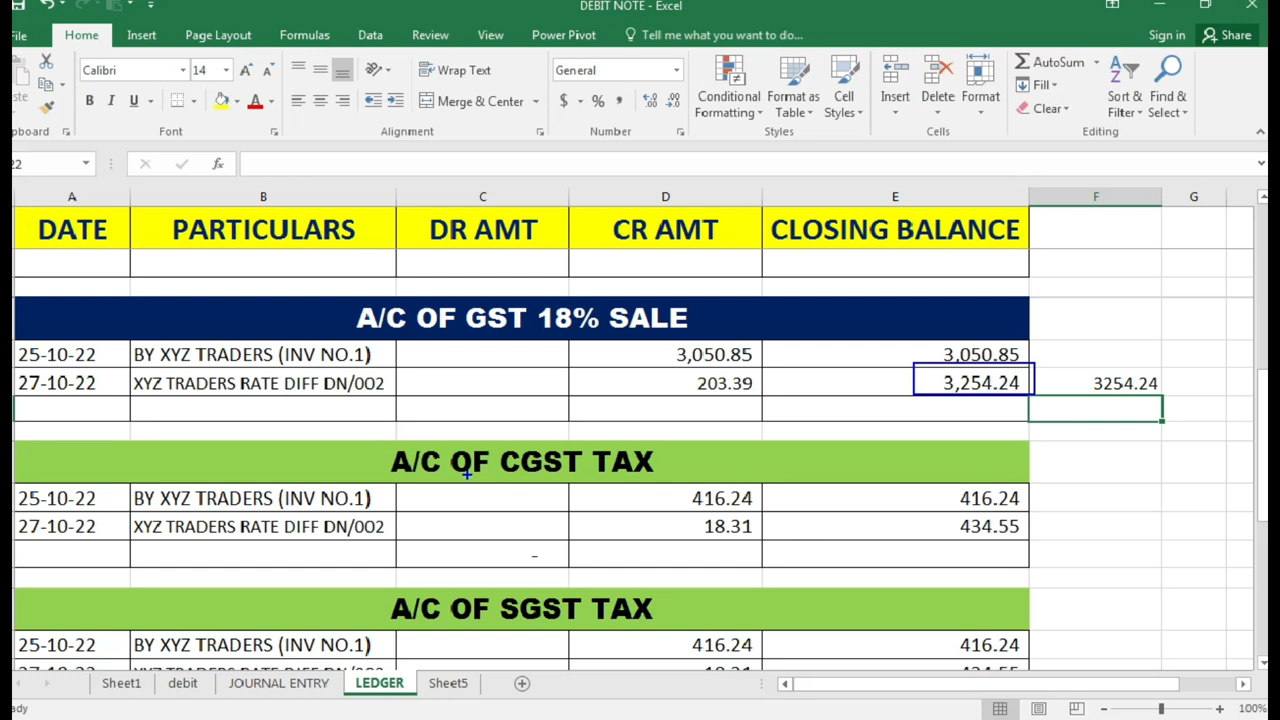 DEBIT NOTE - Excel
File Home Insert Page Layout Formulas Data Review View Power Pivot Tell me what you want to do... Sign in Share
Calibri 14 Wrap Text General AutoSum
Fill
B I U Merge & Center $ % Conditional Formatting Format as Table Cell Styles Insert Delete Format Clear Sort & Filter Find & Select
Font Alignment Number Styles Cells Editing
fx
A B C D E F G
DATE PARTICULARS DR AMT CR AMT CLOSING BALANCE
A/C OF GST 18% SALE
25-10-22 BY XYZ TRADERS (INV NO.1) 3,050.85 3,050.85
27-10-22 XYZ TRADERS RATE DIFF DN/002 203.39 3,254.24 3254.24
A/C OF CGST TAX
25-10-22 BY XYZ TRADERS (INV NO.1) 416.24 416.24
27-10-22 XYZ TRADERS RATE DIFF DN/002 18.31 434.55
-
A/C OF SGST TAX
25-10-22 BY XYZ TRADERS (INV NO.1) 416.24 416.24
Sheet1 debit JOURNAL ENTRY LEDGER Sheet5
100%